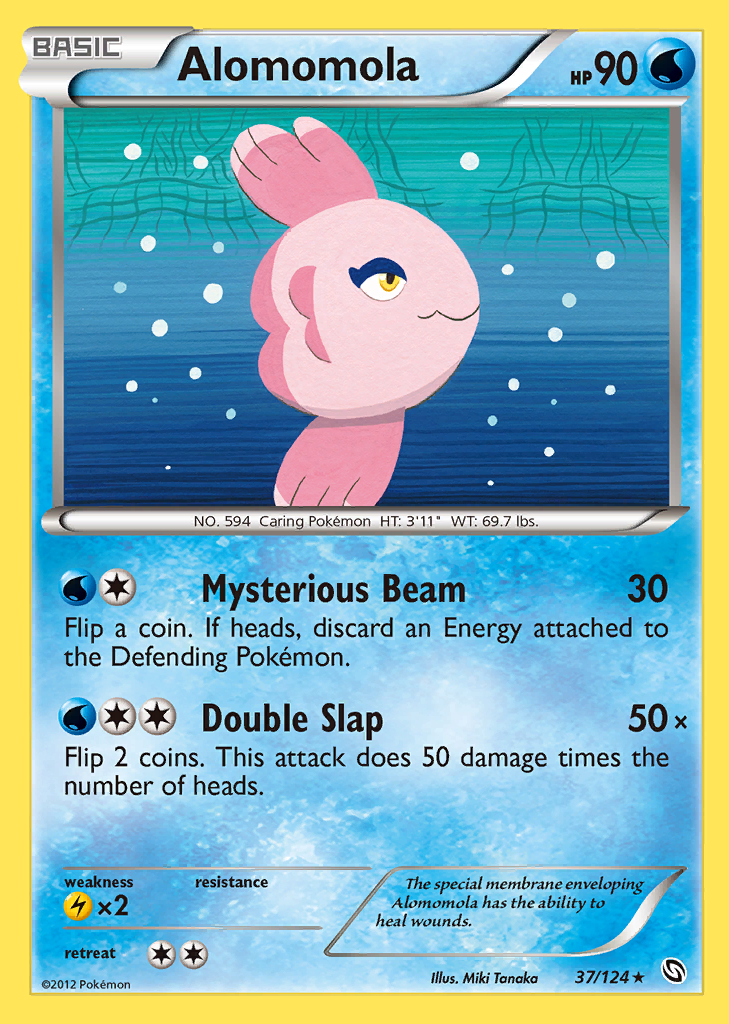 BASIC
Alomomola
HP90
NO. 594 Caring Pokémon HT: 3'11" WT: 69.7 lbs.
Mysterious Beam 30
Flip a coin. If heads, discard an Energy attached to
the Defending Pokémon.
Double Slap 50×
Flip 2 coins. This attack does 50 damage times the
number of heads.
weakness
×2
resistance
The special membrane enveloping
Alomomola has the ability to
heal wounds.
retreat
©2012 Pokémon
Illus. Miki Tanaka
37/124★